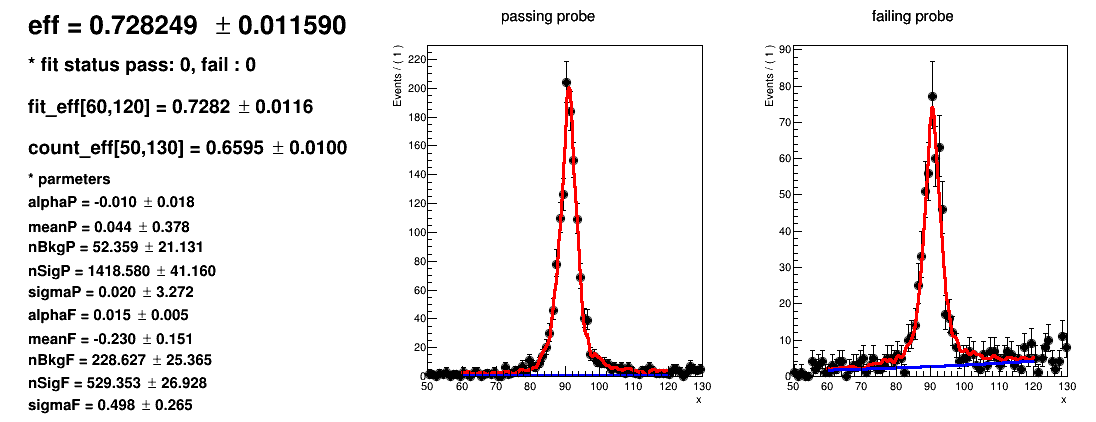 eff = 0.728249 ± 0.011590
* fit status pass: 0, fail : 0
fit_eff[60,120] = 0.7282 ± 0.0116
count_eff[50,130] = 0.6595 ± 0.0100
* parmeters
alphaP = -0.010 ± 0.018
meanP = 0.044 ± 0.378
nBkgP = 52.359 ± 21.131
nSigP = 1418.580 ± 41.160
sigmaP = 0.020 ± 3.272
alphaF = 0.015 ± 0.005
meanF = -0.230 ± 0.151
nBkgF = 228.627 ± 25.365
nSigF = 529.353 ± 26.928
sigmaF = 0.498 ± 0.265
passing probe
Events / ( 1 )
220
200
180
160
140
120
100
80
60
40
20
0
50 60 70 80 90 100 110 120 130
x
failing probe
Events / ( 1 )
90
80
70
60
50
40
30
20
10
0
50 60 70 80 90 100 110 120 130
x